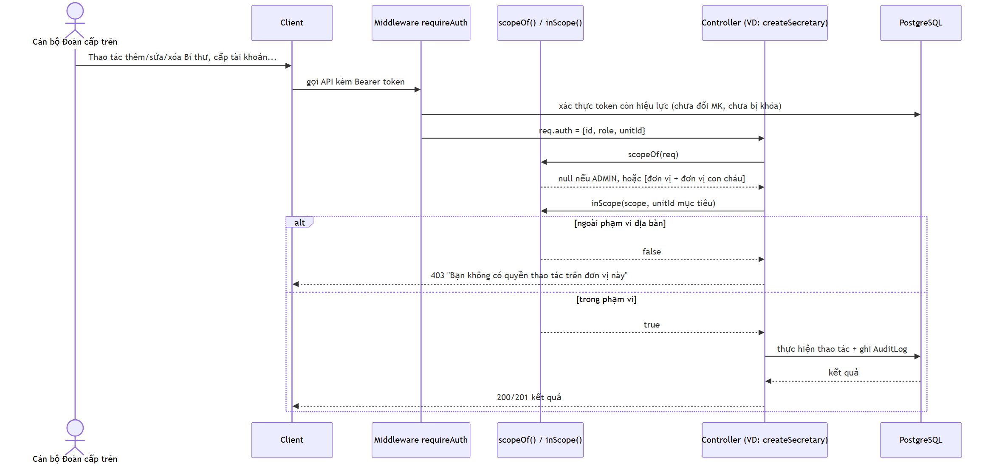 Cán bộ Đoàn cấp trên
Client
Middleware requireAuth
scopeOf() / inScope()
Controller (VD: createSecretary)
PostgreSQL
Thao tác thêm/sửa/xóa Bí thư, cấp tài khoản...
gọi API kèm Bearer token
xác thực token còn hiệu lực (chưa đổi MK, chưa bị khóa)
req.auth = {id, role, unitId}
scopeOf(req)
null nếu ADMIN, hoặc [đơn vị + đơn vị con cháu]
inScope(scope, unitId mục tiêu)
alt
[ngoài phạm vi địa bàn]
false
403 "Bạn không có quyền thao tác trên đơn vị này"
[trong phạm vi]
true
thực hiện thao tác + ghi AuditLog
kết quả
200/201 kết quả
Cán bộ Đoàn cấp trên
Client
Middleware requireAuth
scopeOf() / inScope()
Controller (VD: createSecretary)
PostgreSQL